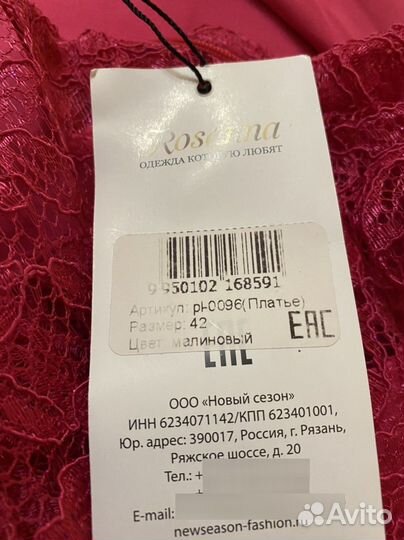 Rosanna
ОДЕЖДА КОТОРУЮ ЛЮБЯТ
9 950102 168591
Артикул: pl-0096(Платье)
Размер: 42
Цвет: малиновый
EAC
ООО «Новый сезон»
ИНН 6234071142/КПП 623401001,
Юр. адрес: 390017, Россия, г. Рязань,
Ряжское шоссе, д. 20
Тел.: +
+
E-mail:
newseason-fashion.ru
Avito